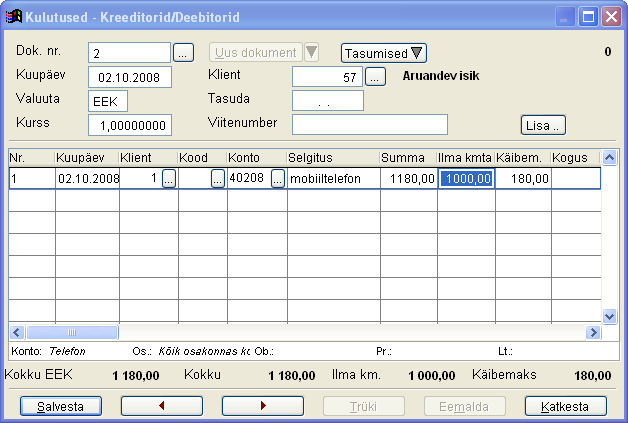 Kulutused - Kreeditorid/Deebitorid
Dok. nr. 2 ... Uus dokument Tasumised 0
Kuupäev 02.10.2008 Klient 57 ... Aruandev isik
Valuuta EEK Tasuda . .
Kurss 1,00000000 Viitenumber Lisa ..
Nr. Kuupäev Klient Kood Konto Selgitus Summa Ilma kmta Käibem. Kogus
1 02.10.2008 1 ... ... 40208 ... mobiiltelefon 1180,00 1000,00 180,00
Konto: Telefon Os.: Kõik osakonnas kc Ob.: Pr.: Lt.:
Kokku EEK 1 180,00 Kokku 1 180,00 Ilma km. 1 000,00 Käibemaks 180,00
Salvesta Trüki Eemalda Katkesta